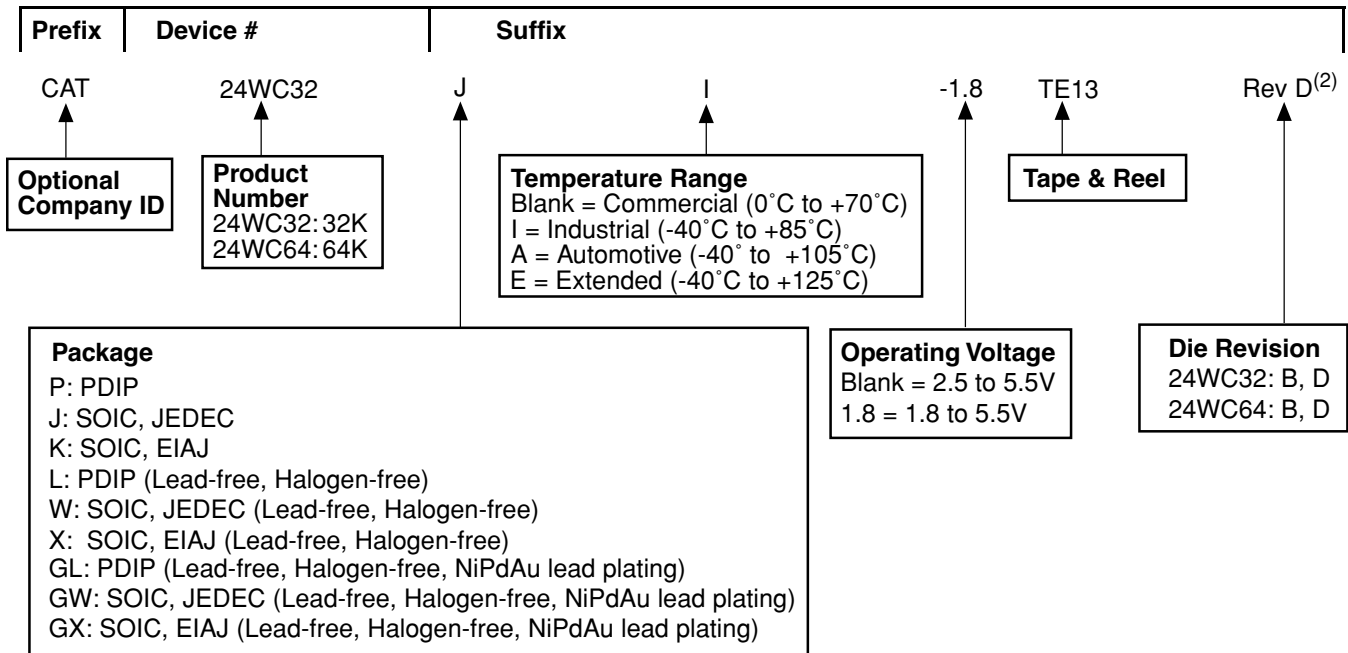 Prefix Device # Suffix
CAT 24WC32 J I -1.8 TE13 Rev D(2)
Optional
Company ID
Product
Number
24WC32: 32K
24WC64: 64K
Temperature Range
Blank = Commercial (0˚C to +70˚C)
I = Industrial (-40˚C to +85˚C)
A = Automotive (-40˚ to +105˚C)
E = Extended (-40˚C to +125˚C)
Tape & Reel
Package
P: PDIP
J: SOIC, JEDEC
K: SOIC, EIAJ
L: PDIP (Lead-free, Halogen-free)
W: SOIC, JEDEC (Lead-free, Halogen-free)
X: SOIC, EIAJ (Lead-free, Halogen-free)
GL: PDIP (Lead-free, Halogen-free, NiPdAu lead plating)
GW: SOIC, JEDEC (Lead-free, Halogen-free, NiPdAu lead plating)
GX: SOIC, EIAJ (Lead-free, Halogen-free, NiPdAu lead plating)
Operating Voltage
Blank = 2.5 to 5.5V
1.8 = 1.8 to 5.5V
Die Revision
24WC32: B, D
24WC64: B, D